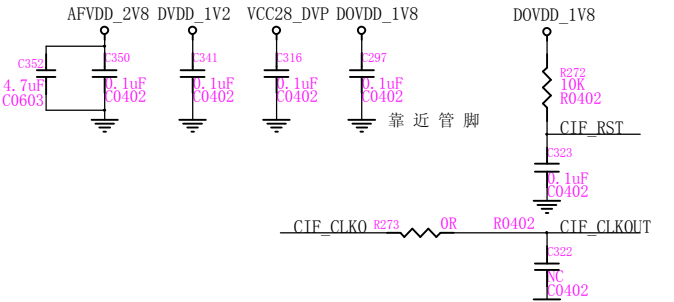 AFVDD_2V8 DVDD_1V2 VCC28_DVP DOVDD_1V8
DOVDD_1V8
C352
4.7uF
C0603
C350
0.1uF
C0402
C341
0.1uF
C0402
C316
0.1uF
C0402
C297
0.1uF
C0402
靠近管脚
R272
10K
R0402
CIF_RST
C323
0.1uF
C0402
CIF_CLKO
R273
0R
R0402
CIF_CLKOUT
C322
NC
C0402